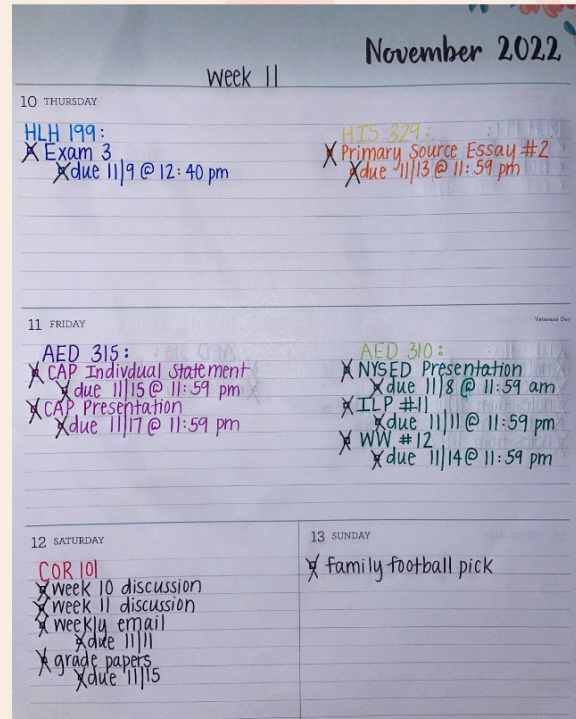 November 2022
Week 11
10 THURSDAY
HLH 199:
Exam 3
due 11/9 @ 12:40 pm
HIS 329:
Primary Source Essay #2
due 11/13 @ 11:59 pm
11 FRIDAY
Veterans Day
AED 315:
CAP Indivdual Statement
due 11/15 @ 11:59 pm
CAP Presentation
due 11/17 @ 11:59 pm
AED 310:
NYSED Presentation
due 11/8 @ 11:59 am
ILP #11
due 11/11 @ 11:59 pm
WW #12
due 11/14 @ 11:59 pm
12 SATURDAY
COR 101
week 10 discussion
week 11 discussion
weekly email
due 11/11
grade papers
due 11/15
13 SUNDAY
family football pick